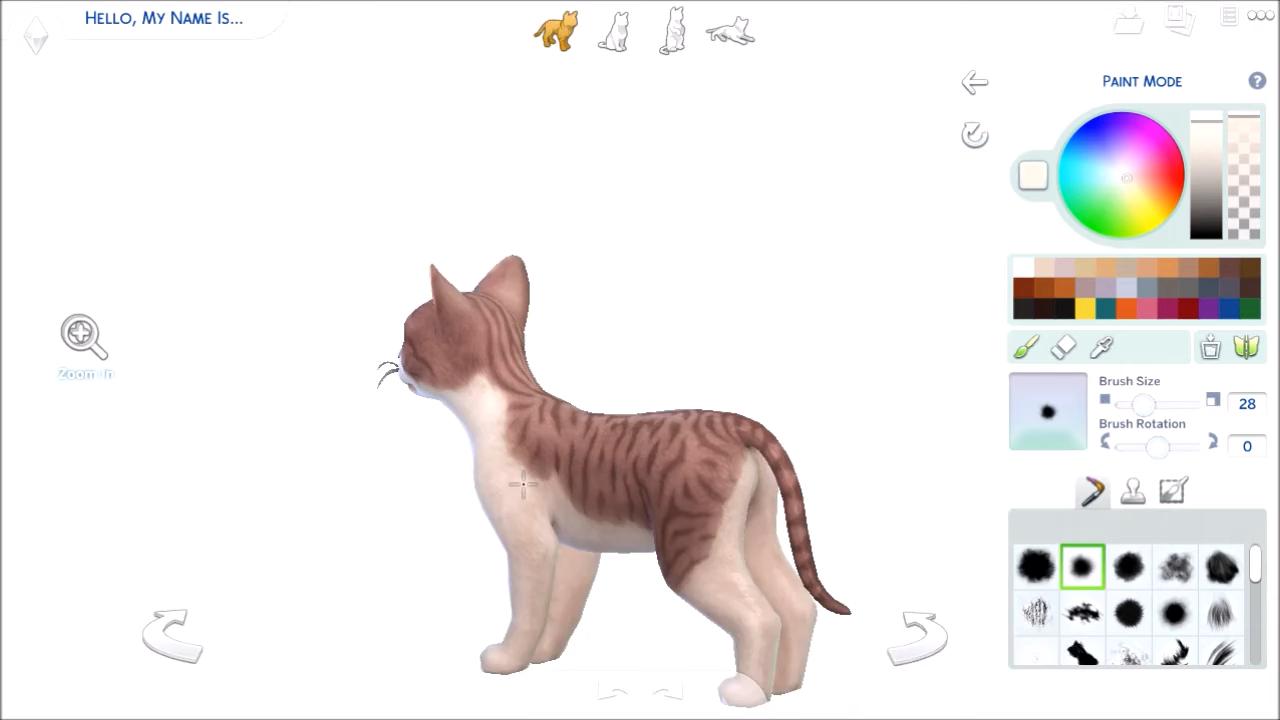 Hello, My Name Is...
Paint Mode
?
Zoom In
Brush Size
28
Brush Rotation
0